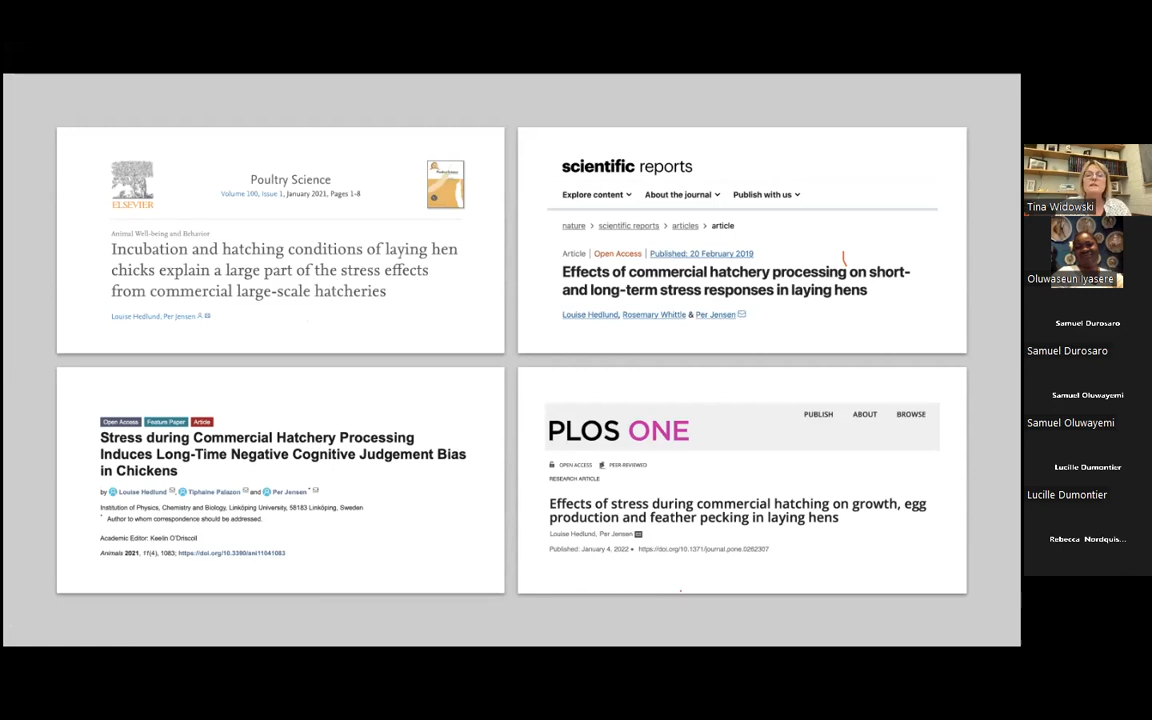 ELSEVIER
Poultry Science
Volume 100, Issue 1, January 2021, Pages 1-8
Animal Well-being and Behavior
Incubation and hatching conditions of laying hen
chicks explain a large part of the stress effects
from commercial large-scale hatcheries
Louise Hedlund, Per Jensen
scientific reports
Explore content
About the journal
Publish with us
nature > scientific reports > articles > article
Article | Open Access | Published: 20 February 2019
Effects of commercial hatchery processing on short-
and long-term stress responses in laying hens
Louise Hedlund, Rosemary Whittle & Per Jensen
Open Access Feature Paper Article
Stress during Commercial Hatchery Processing
Induces Long-Time Negative Cognitive Judgement Bias
in Chickens
by Louise Hedlund, Tiphaine Palazon and Per Jensen *
Institution of Physics, Chemistry and Biology, Linköping University, 58183 Linköping, Sweden
* Author to whom correspondence should be addressed.
Academic Editor: Keelin O'Driscoll
Animals 2021, 11(4), 1083; https://doi.org/10.3390/ani11041083
PLOS ONE
PUBLISH ABOUT BROWSE
OPEN ACCESS PEER-REVIEWED
RESEARCH ARTICLE
Effects of stress during commercial hatching on growth, egg
production and feather pecking in laying hens
Louise Hedlund, Per Jensen
Published: January 4, 2022 • https://doi.org/10.1371/journal.pone.0262307
Tina Widowski
Oluwaseun Iyasere
Samuel Durosaro
Samuel Durosaro
Samuel Oluwayemi
Samuel Oluwayemi
Lucille Dumontier
Lucille Dumontier
Rebecca Nordquis...